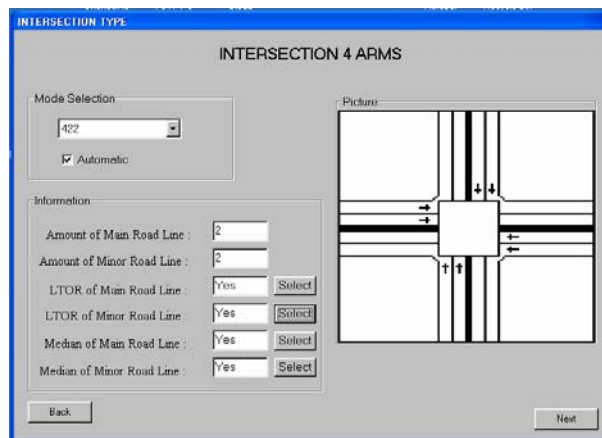 INTERSECTION TYPE
INTERSECTION 4 ARMS
Mode Selection
422
Automatic
Picture
Information
Amount of Main Road Line : 2
Amount of Minor Road Line : 2
LTOR of Main Road Line : Yes Select
LTOR of Minor Road Line : Yes Select
Median of Main Road Line : Yes Select
Median of Minor Road Line : Yes Select
Back
Next